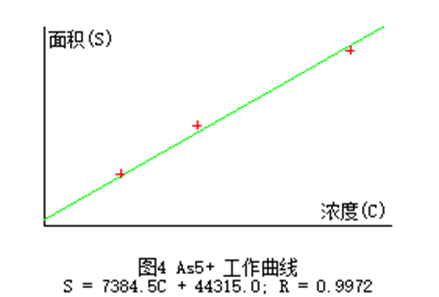 面积(S)
浓度(C)
图4 As5+ 工作曲线
S = 7384.5C + 44315.0; R = 0.9972